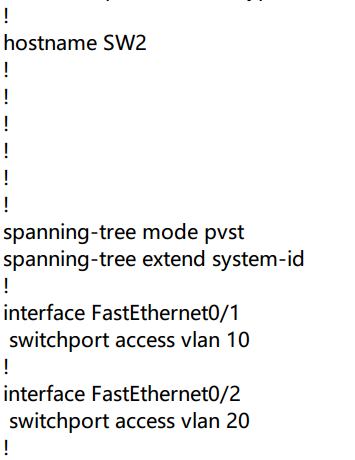 !
hostname SW2
!
!
!
!
!
!
spanning-tree mode pvst
spanning-tree extend system-id
!
interface FastEthernet0/1
switchport access vlan 10
!
interface FastEthernet0/2
switchport access vlan 20
!